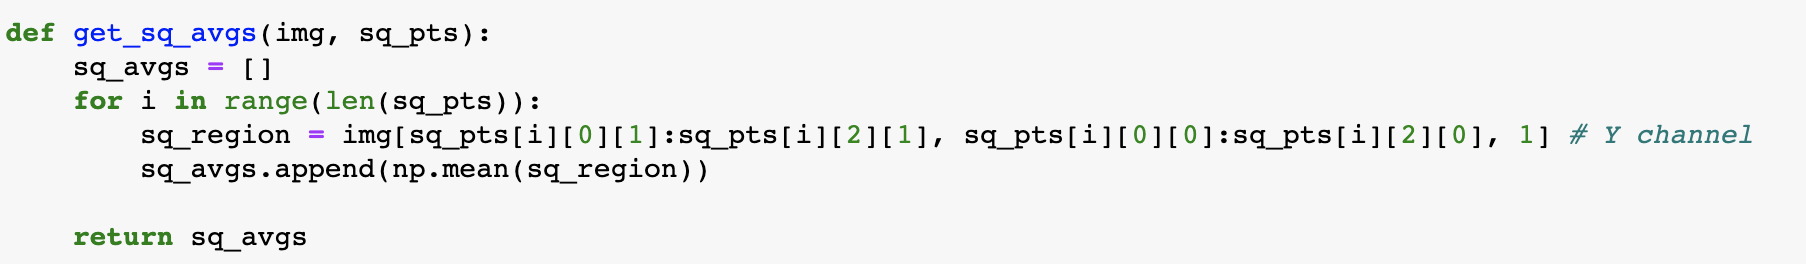 def get_sq_avgs(img, sq_pts):
    sq_avgs = []
    for i in range(len(sq_pts)):
        sq_region = img[sq_pts[i][0][1]:sq_pts[i][2][1], sq_pts[i][0][0]:sq_pts[i][2][0], 1] # Y channel
        sq_avgs.append(np.mean(sq_region))

    return sq_avgs